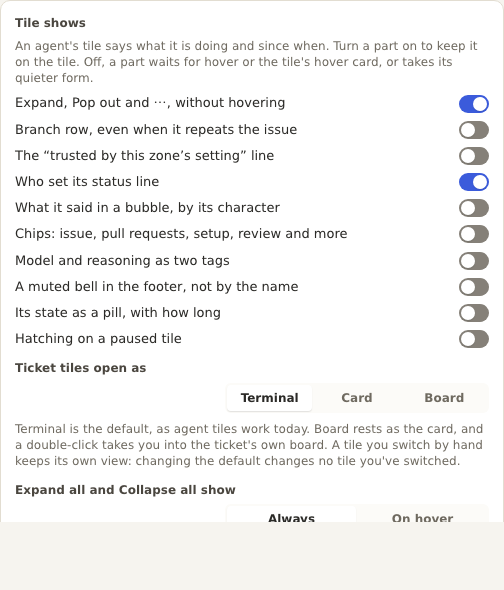 Tile shows
An agent's tile says what it is doing and since when. Turn a part on to keep it
on the tile. Off, a part waits for hover or the tile's hover card, or takes its
quieter form.
Expand, Pop out and ···, without hovering
Branch row, even when it repeats the issue
The “trusted by this zone’s setting” line
Who set its status line
What it said in a bubble, by its character
Chips: issue, pull requests, setup, review and more
Model and reasoning as two tags
A muted bell in the footer, not by the name
Its state as a pill, with how long
Hatching on a paused tile
Ticket tiles open as
Terminal Card Board
Terminal is the default, as agent tiles work today. Board rests as the card, and
a double-click takes you into the ticket's own board. A tile you switch by hand
keeps its own view: changing the default changes no tile you've switched.
Expand all and Collapse all show
Always On hover